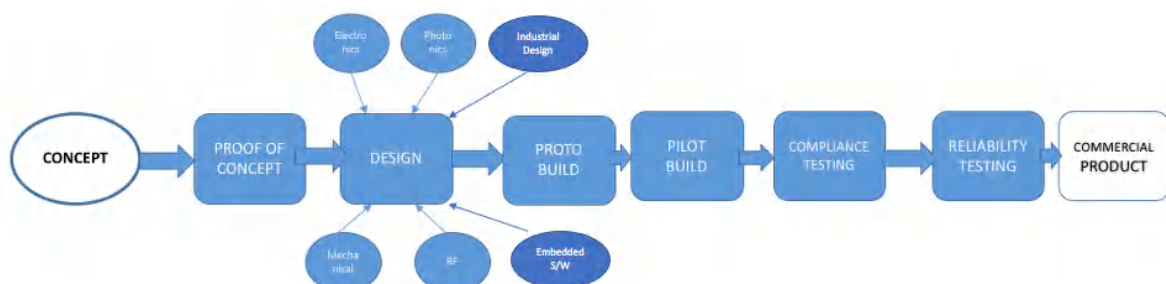 Electro
nics
Photo
nics
Industrial
Design
CONCEPT
PROOF OF
CONCEPT
DESIGN
PROTO
BUILD
PILOT
BUILD
COMPLIANCE
TESTING
RELIABILITY
TESTING
COMMERCIAL
PRODUCT
Mecha
nical
RF
Embedded
S/W